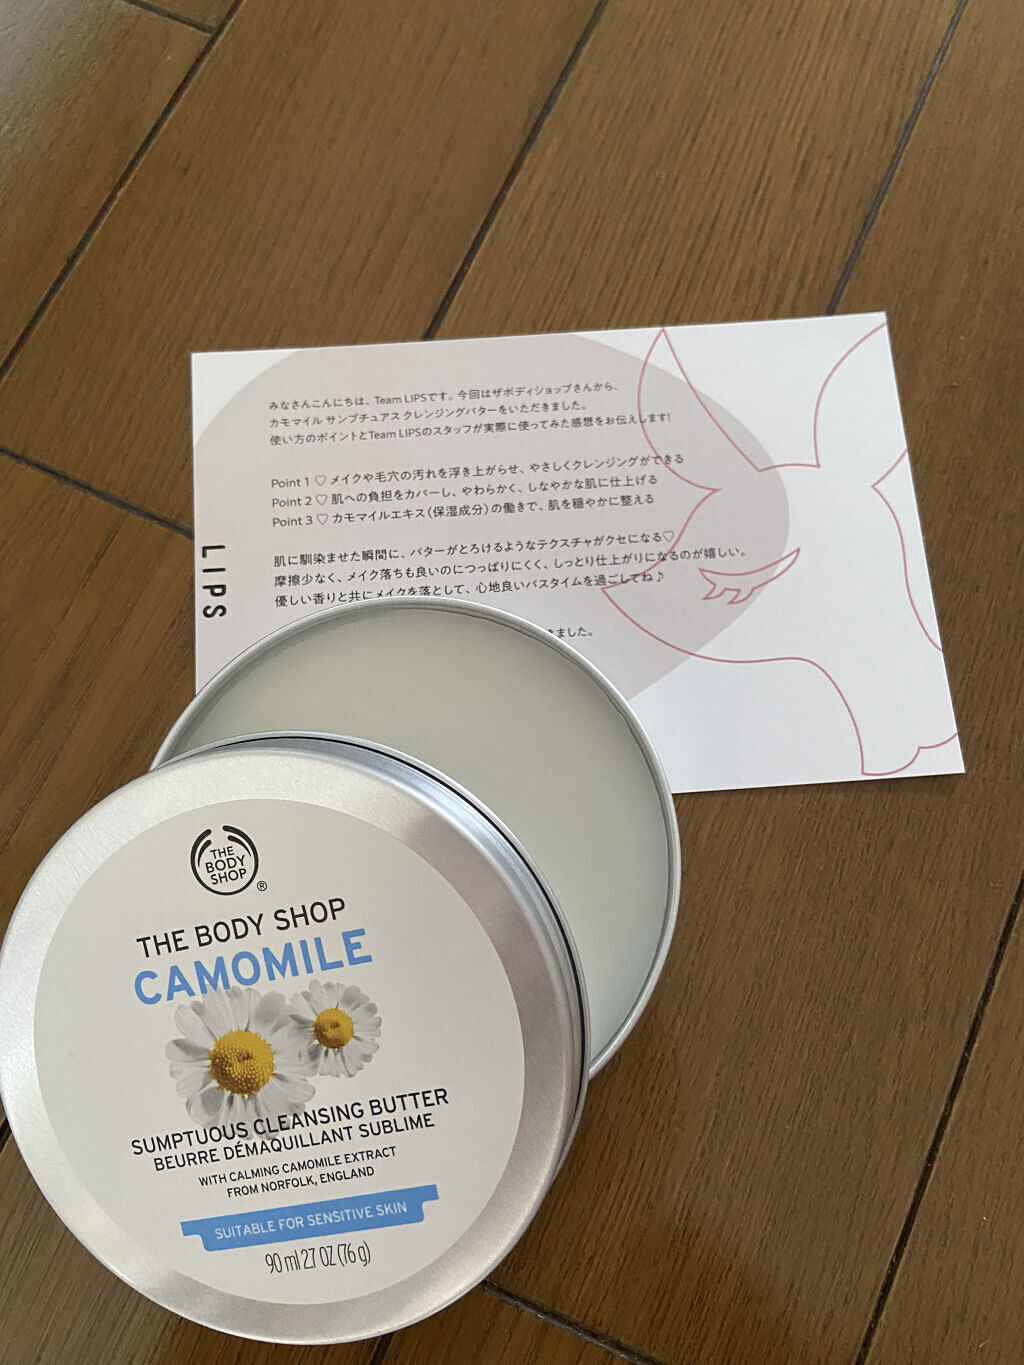 みなさんこんにちは、Team LIPSです。今回はザボディショップさんから、
カモマイル サンプチュアス クレンジングバターをいただきました。
使い方のポイントとTeam LIPSのスタッフが実際に使ってみた感想をお伝えします!
Point 1 ♡ メイクや毛穴の汚れを浮き上がらせ、やさしくクレンジングができる
Point 2 ♡ 肌への負担をカバーし、やわらかく、しなやかな肌に仕上げる
Point 3 ♡ カモマイルエキス(保湿成分)の働きで、肌を穏やかに整える
肌に馴染ませた瞬間に、バターがとろけるようなテクスチャがクセになる♡
摩擦少なく、メイク落ちも良いのにつっぱりにくく、しっとり仕上がりになるのが嬉しい。
優しい香りと共にメイクを落として、心地良いバスタイムを過ごしてね♪
きました。
LIPS
THE
BODY
SHOP
®
THE BODY SHOP
CAMOMILE
SUMPTUOUS CLEANSING BUTTER
BEURRE DÉMAQUILLANT SUBLIME
WITH CALMING CAMOMILE EXTRACT
FROM NORFOLK, ENGLAND
SUITABLE FOR SENSITIVE SKIN
90 ml 2.7 OZ (76 g)